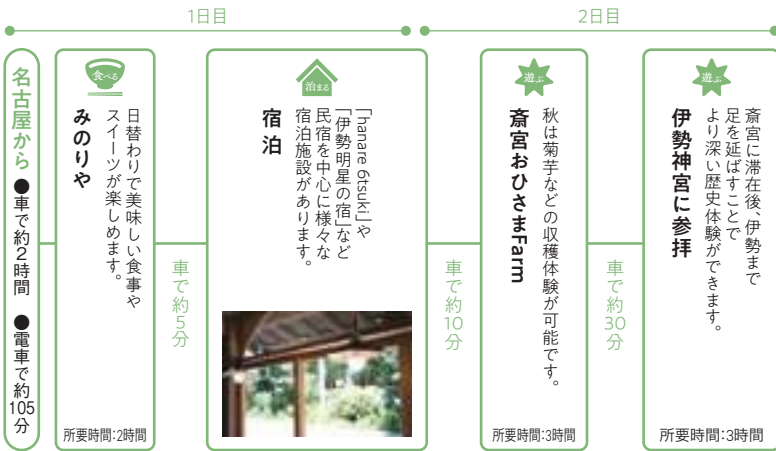 1日目
2日目
名古屋から ●車で約2時間 ●電車で約105分
食べる
みのりや
日替わりで美味しい食事や
スイーツが楽しめます。
所要時間:2時間
車で約5分
泊まる
宿泊
「hanare 6tsuki」や
「伊勢明星の宿」など
民宿を中心に様々な
宿泊施設があります。
車で約10分
遊ぶ
斎宮おひさまFarm
秋は菊芋などの収穫体験が可能です。
所要時間:3時間
車で約30分
遊ぶ
伊勢神宮に参拝
斎宮に滞在後、伊勢まで
足を延ばすことで
より深い歴史体験ができます。
所要時間:3時間